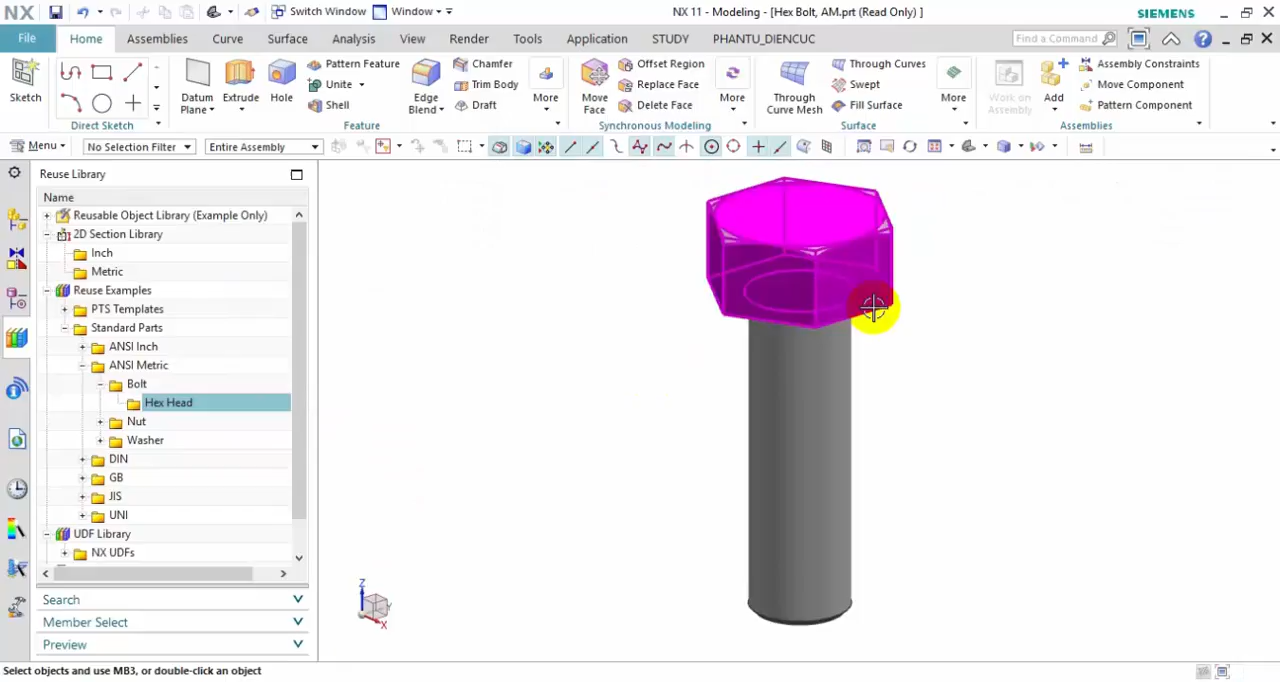 NX
Switch Window
Window
NX 11 - Modeling - [Hex Bolt, AM.prt (Read Only) ]
SIEMENS
File
Home
Assemblies
Curve
Surface
Analysis
View
Render
Tools
Application
STUDY
PHANTU_DIENCUC
Find a Command
Sketch
Direct Sketch
Datum Plane
Extrude
Hole
Pattern Feature
Unite
Shell
Edge Blend
Chamfer
Trim Body
Draft
More
Feature
Move Face
Offset Region
Replace Face
Delete Face
More
Synchronous Modeling
Through Curve Mesh
Through Curves
Swept
Fill Surface
More
Surface
Work on Assembly
Add
Assembly Constraints
Move Component
Pattern Component
Assemblies
Menu
No Selection Filter
Entire Assembly
Reuse Library
Name
Reusable Object Library (Example Only)
2D Section Library
Inch
Metric
Reuse Examples
PTS Templates
Standard Parts
ANSI Inch
ANSI Metric
Bolt
Hex Head
Nut
Washer
DIN
GB
JIS
UNI
UDF Library
NX UDFs
Search
Member Select
Preview
Z
X
Select objects and use MB3, or double-click an object